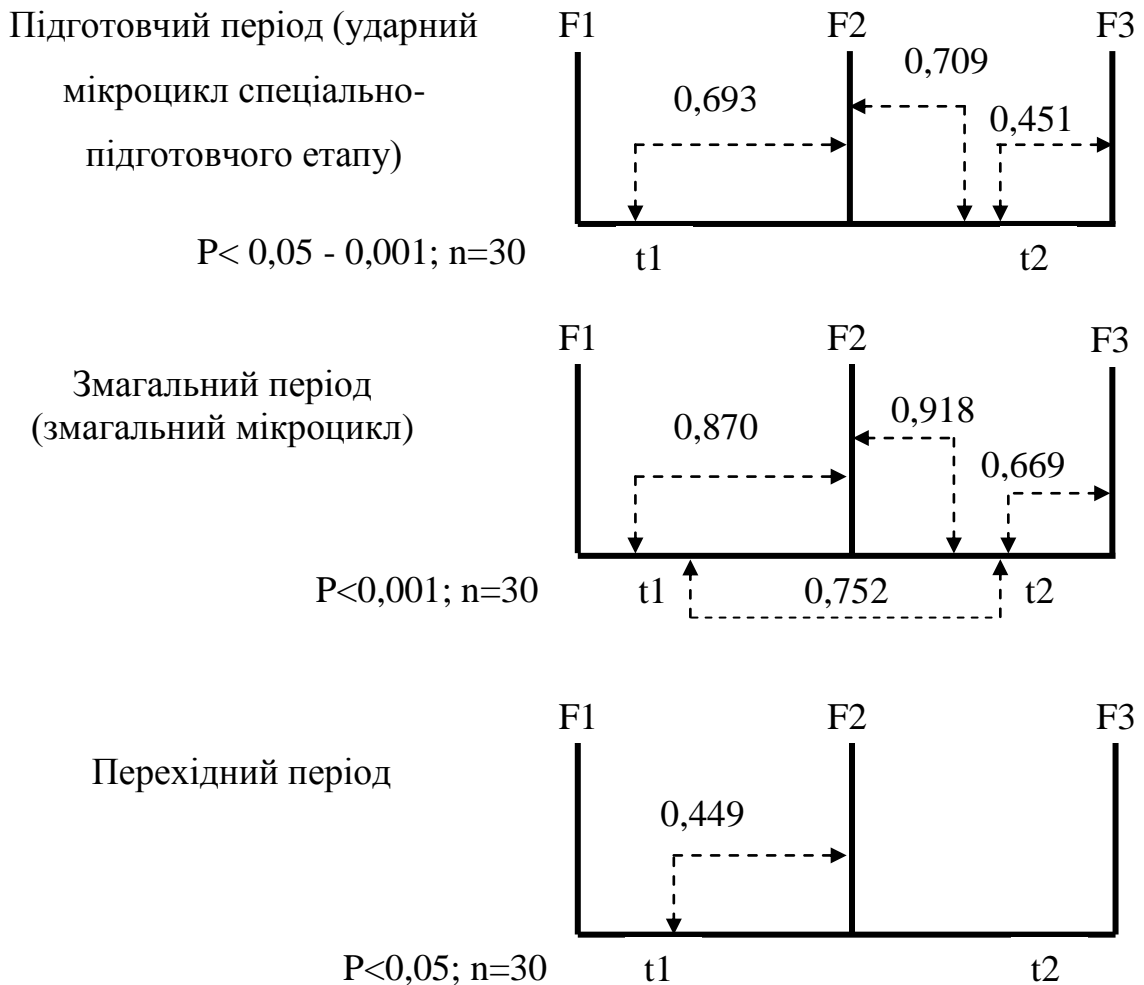 Підготовчий період (ударний
мікроцикл спеціально-
підготовчого етапу)
P< 0,05 - 0,001; n=30
F1 F2 F3
0,693 0,709 0,451
t1 t2
Змагальний період
(змагальний мікроцикл)
P<0,001; n=30
F1 F2 F3
0,870 0,918 0,669
t1 0,752 t2
Перехідний період
P<0,05; n=30
F1 F2 F3
0,449
t1 t2